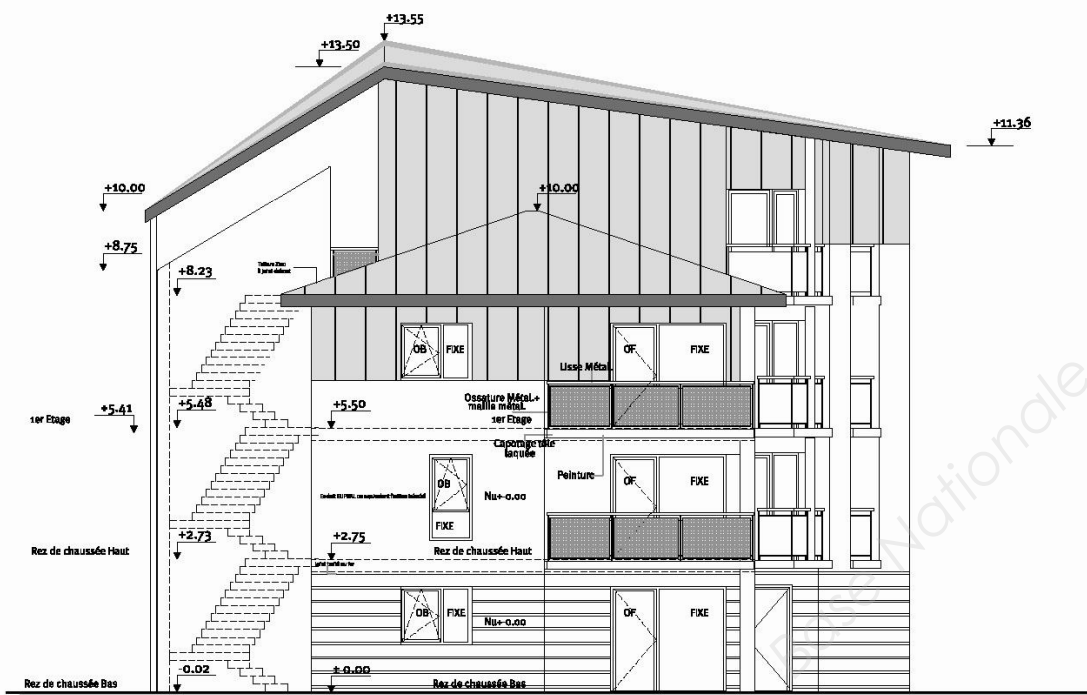 +13.55
+13.50
+11.36
+10.00
+10.00
+8.75
+8.23
OB FIXE
OF FIXE
Lisse Métal.
Ossature Métal.+
maille métal.
1er Etage
+5.41
+5.48
+5.50
1er Etage
Capotage tôle
laquée
Peinture
OB
FIXE
Nu+-0.00
OF FIXE
+2.73
+2.75
Rez de chaussée Haut
Rez de chaussée Haut
OB FIXE
Nu+-0.00
OF FIXE
-0.02
± 0.00
Rez de chaussée Bas
Rez de chaussée Bas
Base Nationale